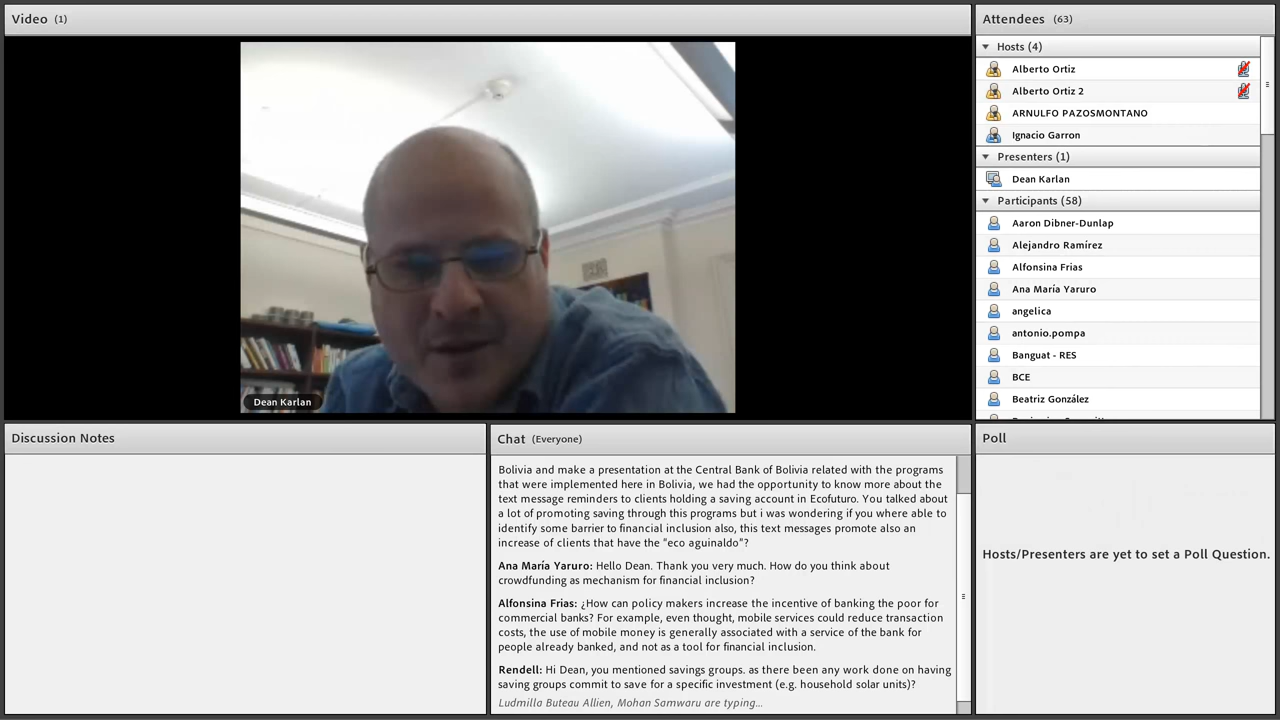 Video (1)
Dean Karlan
Attendees (63)
Hosts (4)
Alberto Ortiz
Alberto Ortiz 2
ARNULFO PAZOSMONTANO
Ignacio Garron
Presenters (1)
Dean Karlan
Participants (58)
Aaron Dibner-Dunlap
Alejandro Ramírez
Alfonsina Frias
Ana María Yaruro
angelica
antonio.pompa
Banguat - RES
BCE
Beatriz González
Discussion Notes
Chat (Everyone)
Bolivia and make a presentation at the Central Bank of Bolivia related with the programs
that were implemented here in Bolivia, we had the opportunity to know more about the
text message reminders to clients holding a saving account in Ecofuturo. You talked about
a lot of promoting saving through this programs but i was wondering if you where able to
identify some barrier to financial inclusion also, this text messages promote also an
increase of clients that have the “eco aguinaldo”?
Ana María Yaruro: Hello Dean. Thank you very much. How do you think about
crowdfunding as mechanism for financial inclusion?
Alfonsina Frias: ¿How can policy makers increase the incentive of banking the poor for
commercial banks? For example, even thought, mobile services could reduce transaction
costs, the use of mobile money is generally associated with a service of the bank for
people already banked, and not as a tool for financial inclusion.
Rendell: Hi Dean, you mentioned savings groups. as there been any work done on having
saving groups commit to save for a specific investment (e.g. household solar units)?
Ludmilla Buteau Allien, Mohan Samwaru are typing...
Poll
Hosts/Presenters are yet to set a Poll Question.